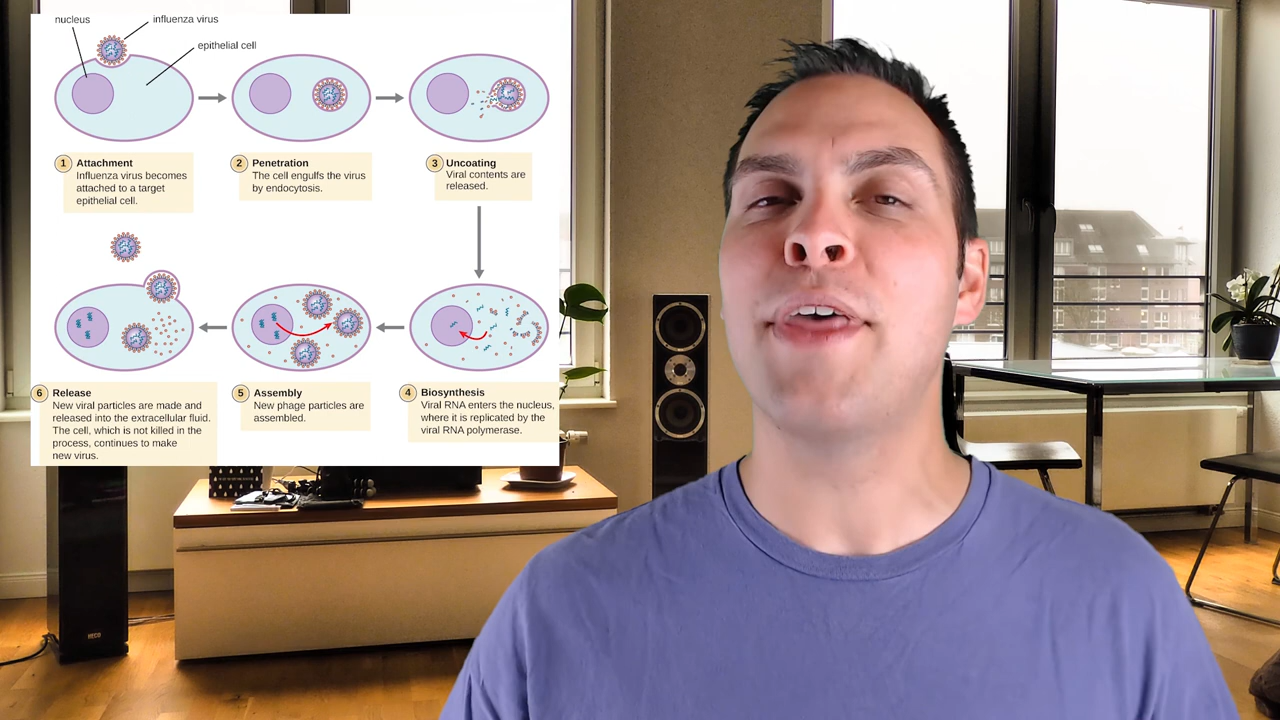 nucleus
influenza virus
epithelial cell
1 Attachment
Influenza virus becomes
attached to a target
epithelial cell.
2 Penetration
The cell engulfs the virus
by endocytosis.
3 Uncoating
Viral contents are
released.
6 Release
New viral particles are made and
released into the extracellular fluid.
The cell, which is not killed in the
process, continues to make
new virus.
5 Assembly
New phage particles are
assembled.
4 Biosynthesis
Viral RNA enters the nucleus,
where it is replicated by the
viral RNA polymerase.